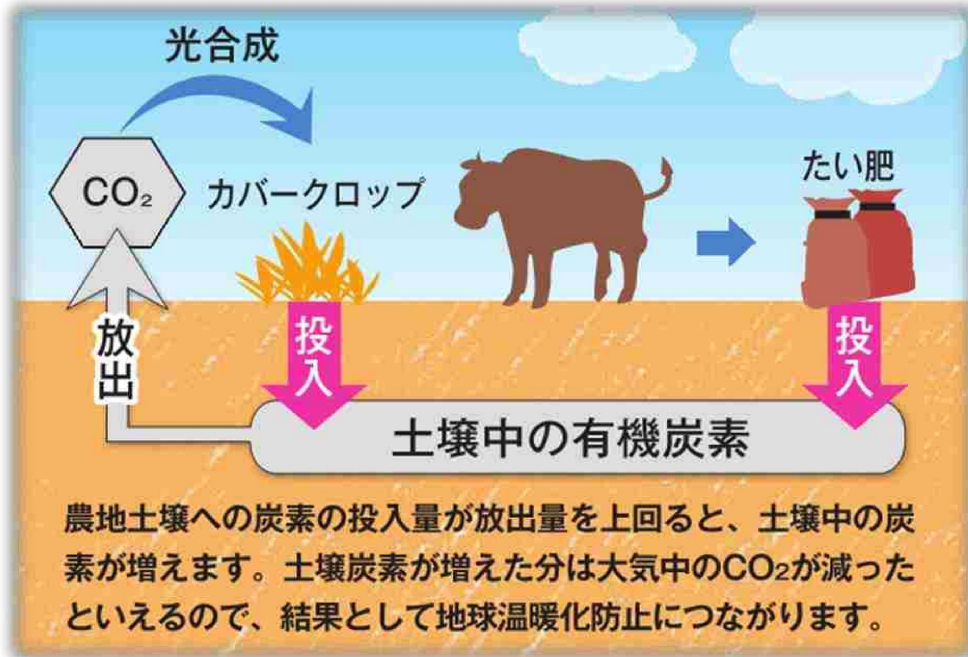 光合成
CO₂
カバークロップ
たい肥
放出
投入
投入
土壌中の有機炭素
農地土壌への炭素の投入量が放出量を上回ると、土壌中の炭
素が増えます。土壌炭素が増えた分は大気中のCO₂が減った
といえるので、結果として地球温暖化防止につながります。